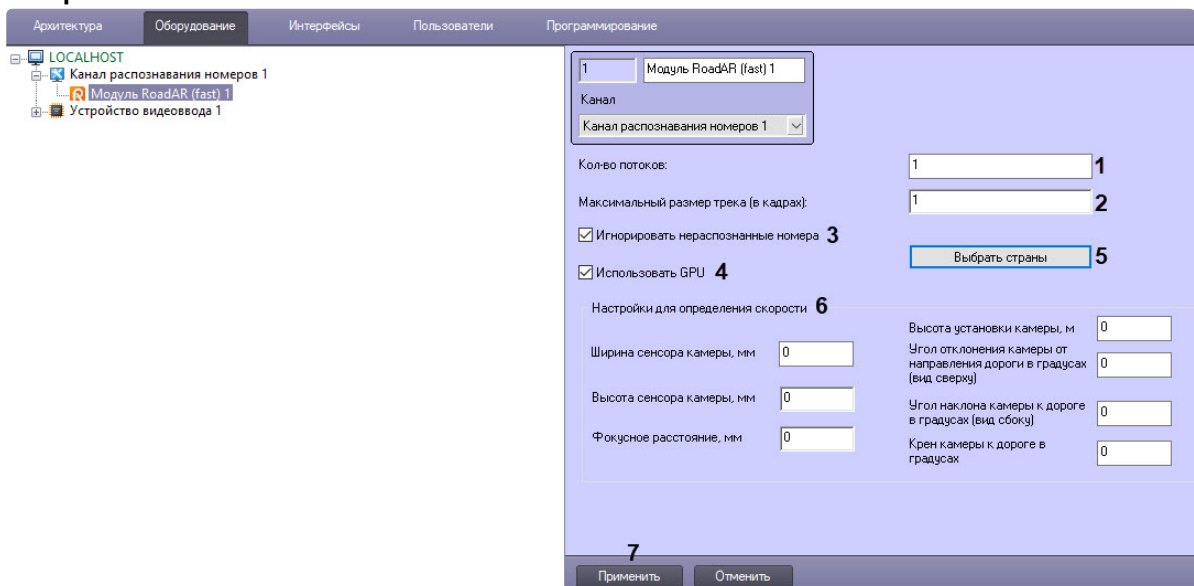 Архитектура Оборудование Интерфейсы Пользователи Программирование
LOCALHOST
Канал распознавания номеров 1
Модуль RoadAR (fast) 1
Устройство видеоввода 1
1 Модуль RoadAR (fast) 1
Канал
Канал распознавания номеров 1
Кол-во потоков: 1 1
Максимальный размер трека (в кадрах): 1 2
Игнорировать нераспознанные номера 3
Выбрать страны 5
Использовать GPU 4
Настройки для определения скорости 6
Ширина сенсора камеры, мм 0
Высота сенсора камеры, мм 0
Фокусное расстояние, мм 0
Высота установки камеры, м 0
Угол отклонения камеры от
направления дороги в градусах 0
(вид сверху)
Угол наклона камеры к дороге
в градусах (вид сбоку) 0
Крен камеры к дороге в
градусах 0
7
Применить Отменить